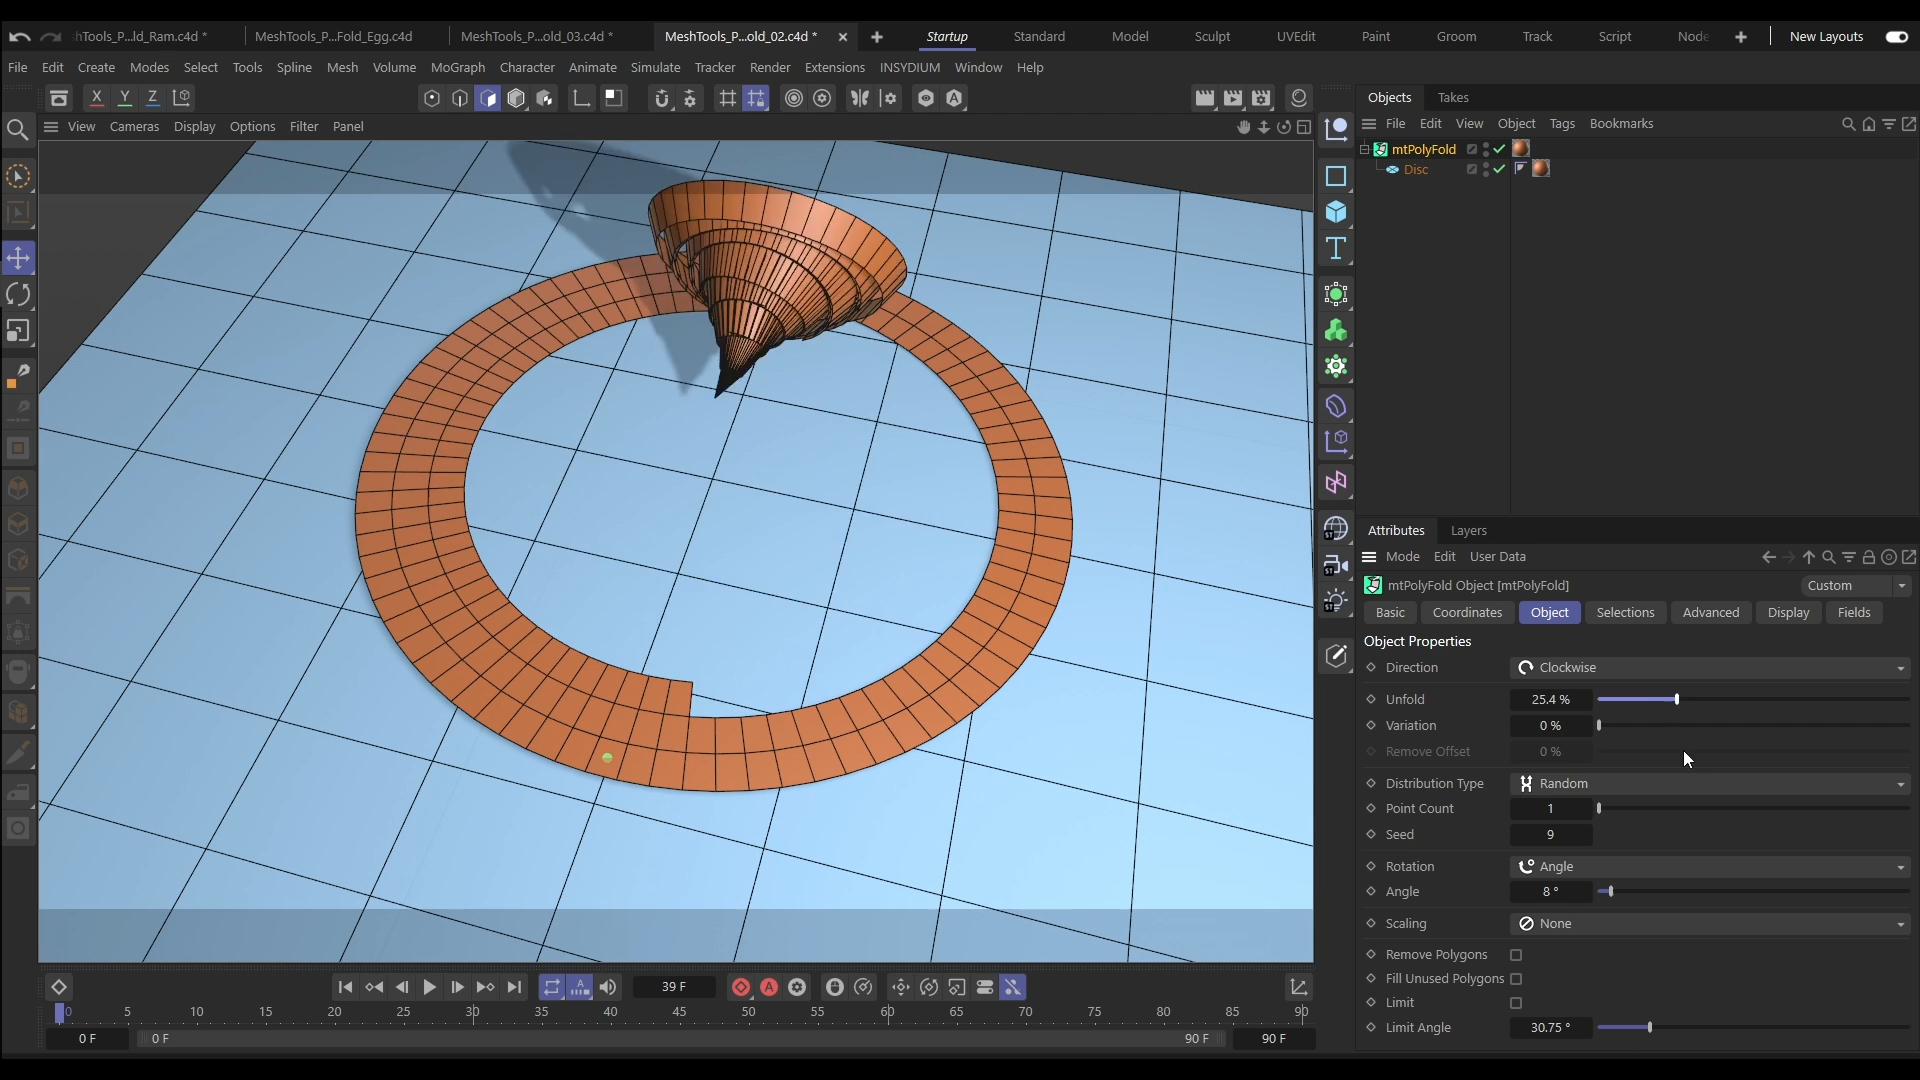 hTools_P...ld_Ram.c4d *
MeshTools_P...Fold_Egg.c4d
MeshTools_P...old_03.c4d *
MeshTools_P...old_02.c4d *
Startup
Standard
Model
Sculpt
UVEdit
Paint
Groom
Track
Script
Node
New Layouts
File Edit Create Modes Select Tools Spline Mesh Volume MoGraph Character Animate Simulate Tracker Render Extensions INSYDIUM Window Help
X Y Z
Objects Takes
View Cameras Display Options Filter Panel
File Edit View Object Tags Bookmarks
mtPolyFold
Disc
Attributes Layers
Mode Edit User Data
mtPolyFold Object [mtPolyFold]
Custom
Basic Coordinates Object Selections Advanced Display Fields
Object Properties
Direction Clockwise
Unfold 25.4 %
Variation 0 %
Remove Offset 0 %
Distribution Type Random
Point Count 1
Seed 9
Rotation Angle
Angle 8 °
Scaling None
Remove Polygons
Fill Unused Polygons
Limit
Limit Angle 30.75 °
39 F
0 5 10 15 20 25 30 35 40 45 50 55 60 65 70 75 80 85 90
0 F 0 F 90 F 90 F